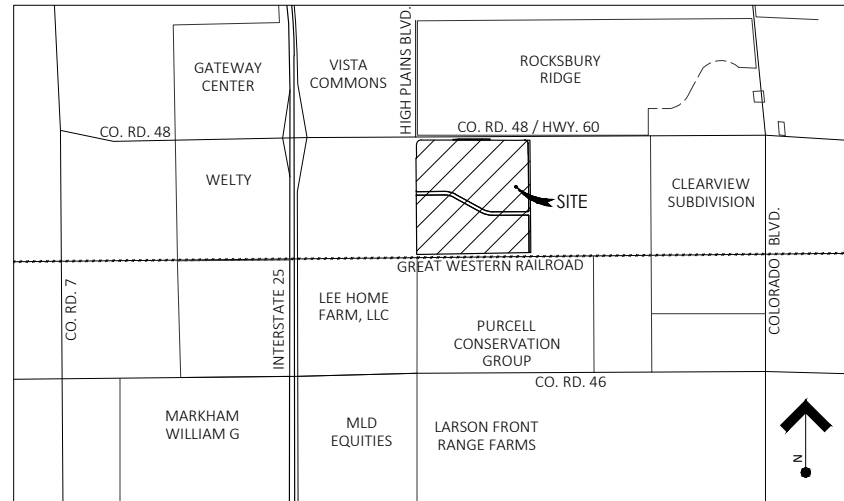 GATEWAY
CENTER
VISTA
COMMONS
HIGH PLAINS BLVD.
ROCKSBURY
RIDGE
CO. RD. 48
CO. RD. 48 / HWY. 60
WELTY
SITE
CLEARVIEW
SUBDIVISION
GREAT WESTERN RAILROAD
CO. RD. 7
INTERSTATE 25
LEE HOME
FARM, LLC
PURCELL
CONSERVATION
GROUP
COLORADO BLVD.
CO. RD. 46
MARKHAM
WILLIAM G
MLD
EQUITIES
LARSON FRONT
RANGE FARMS
N